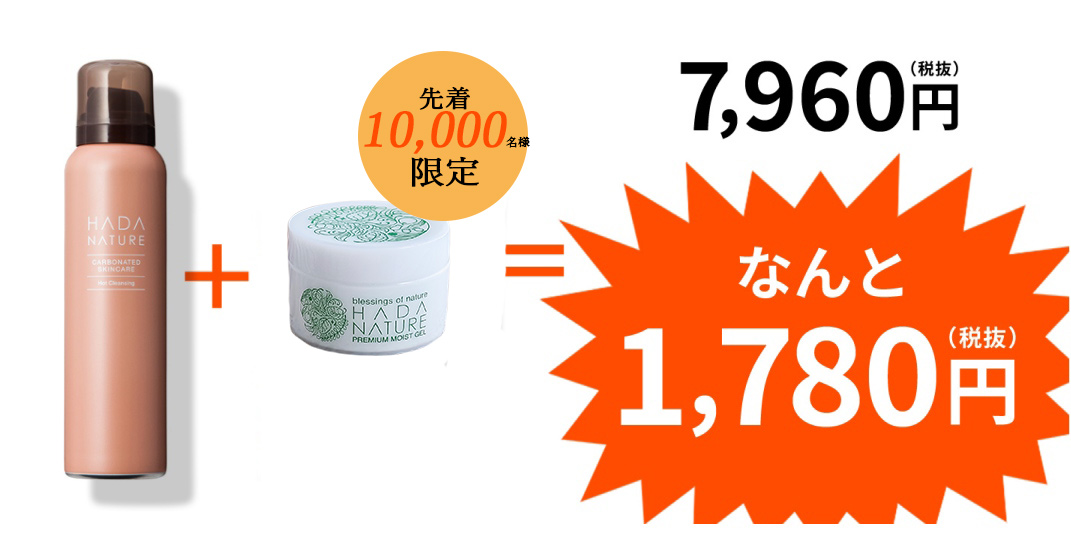 HADA
NATURE
CARBONATED
SKINCARE
Hot Cleansing
先着
10,000名様
限定
blessings of nature
HADA
NATURE
PREMIUM MOIST GEL
7,960円(税抜)
なんと
1,780円(税抜)